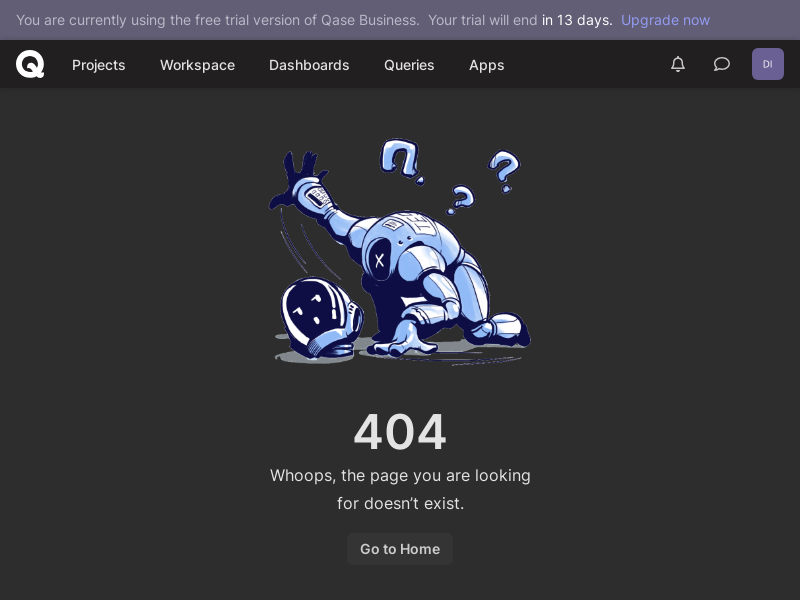 You are currently using the free trial version of Qase Business. Your trial will end in 13 days. Upgrade now
Projects Workspace Dashboards Queries Apps DI
404
Whoops, the page you are looking
for doesn’t exist.
Go to Home